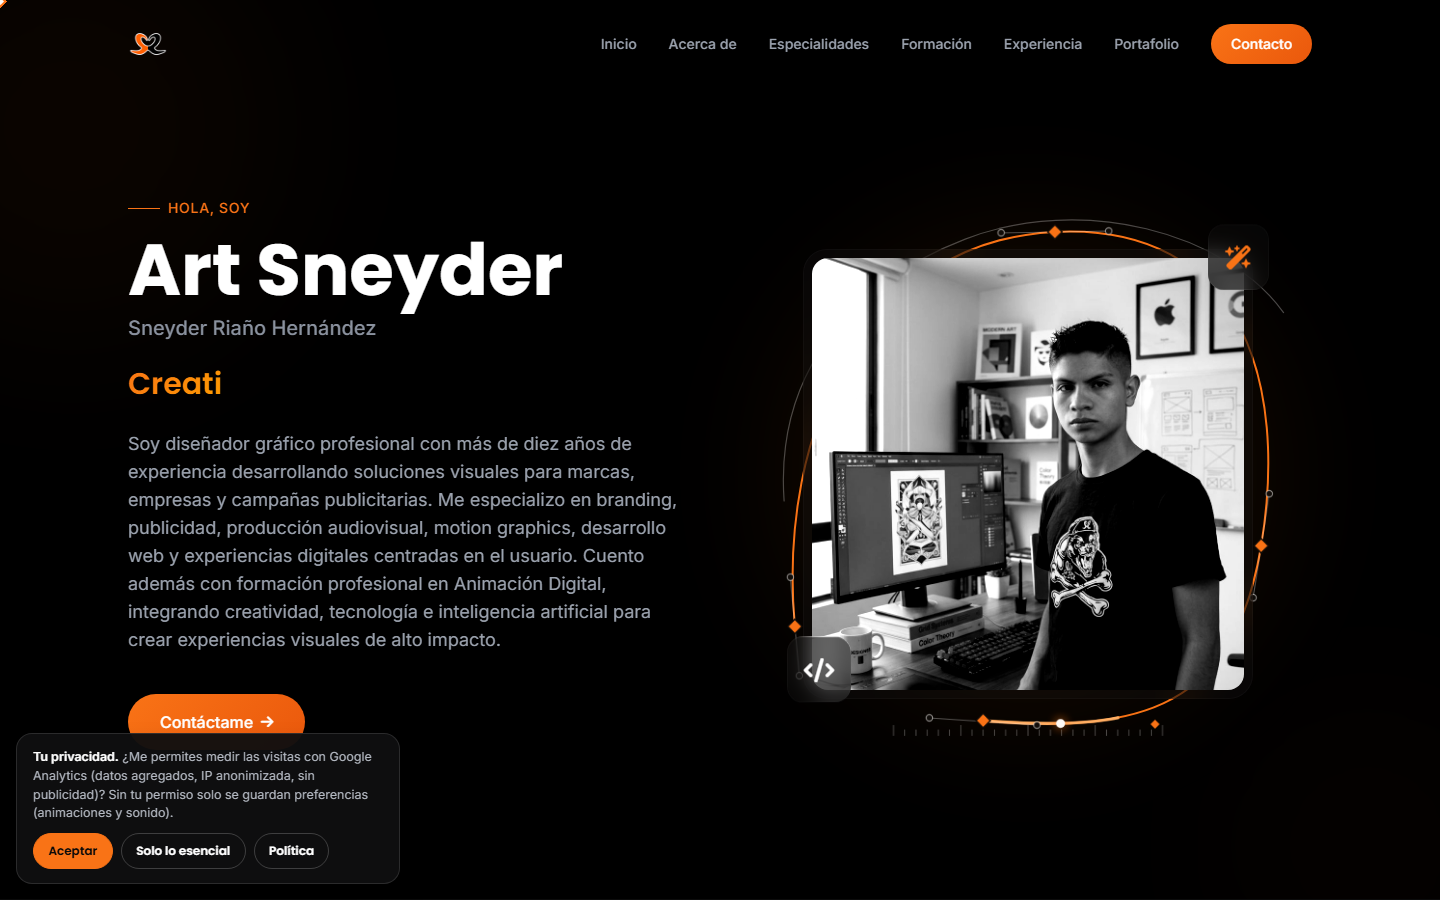 Inicio
Acerca de
Especialidades
Formación
Experiencia
Portafolio
Contacto
HOLA, SOY
Art Sneyder
Sneyder Riaño Hernández
Creati
Soy diseñador gráfico profesional con más de diez años de
experiencia desarrollando soluciones visuales para marcas,
empresas y campañas publicitarias. Me especializo en branding,
publicidad, producción audiovisual, motion graphics, desarrollo
web y experiencias digitales centradas en el usuario. Cuento
además con formación profesional en Animación Digital,
integrando creatividad, tecnología e inteligencia artificial para
crear experiencias visuales de alto impacto.
Contáctame →
MODERN ART
Color Theory
</>
Tu privacidad. ¿Me permites medir las visitas con Google
Analytics (datos agregados, IP anonimizada, sin
publicidad)? Sin tu permiso solo se guardan preferencias
(animaciones y sonido).
Aceptar
Solo lo esencial
Política